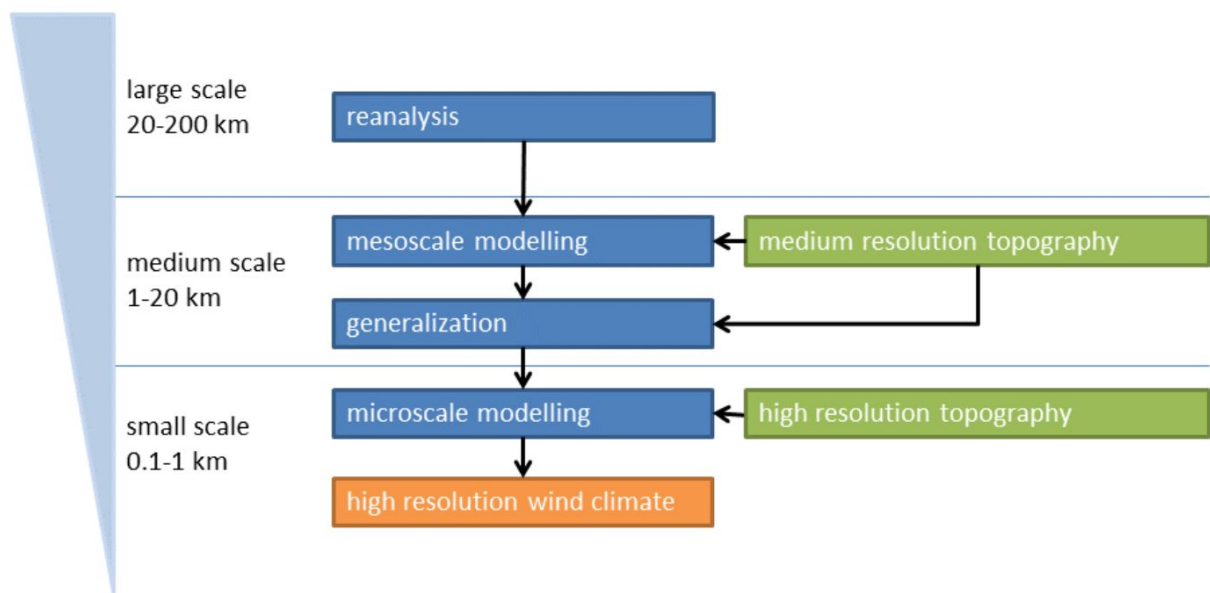 large scale
20-200 km
reanalysis
medium scale
1-20 km
mesoscale modelling
medium resolution topography
generalization
small scale
0.1-1 km
microscale modelling
high resolution topography
high resolution wind climate